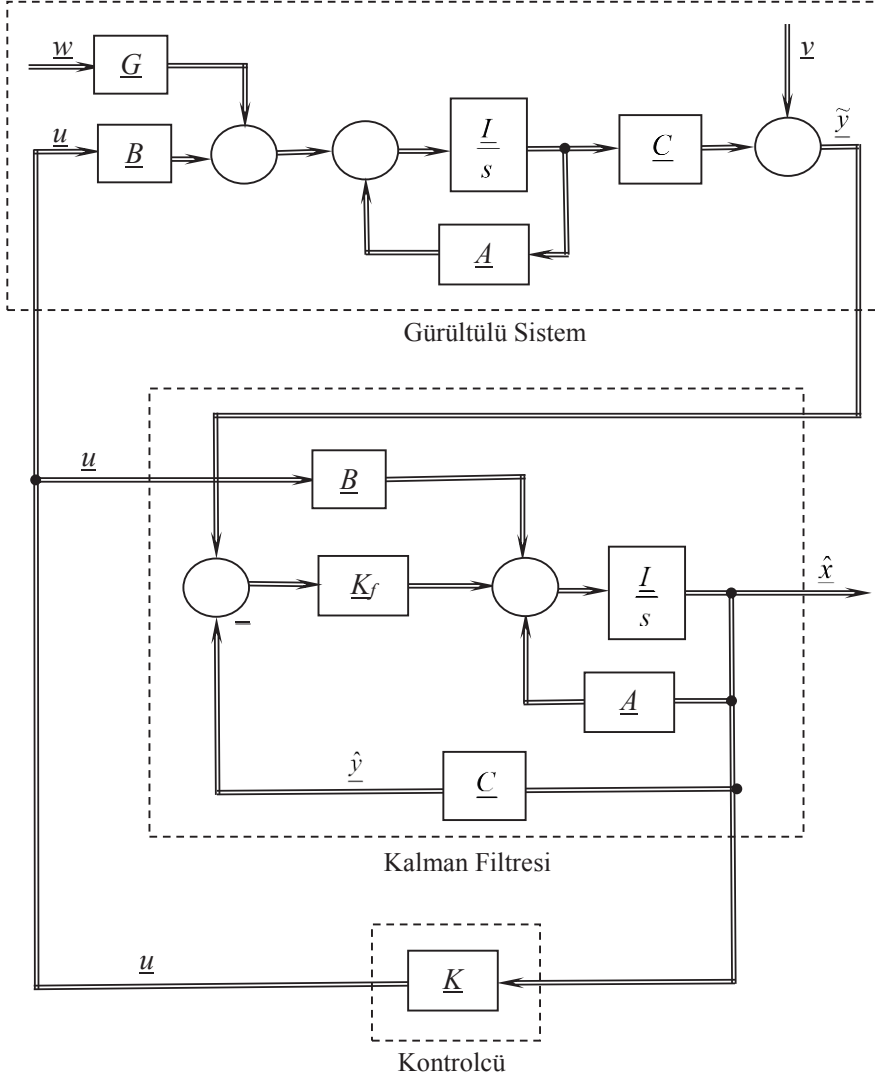 w
G
v
u
B
I
s
C
ỹ
A
Gürültülü Sistem
u
B
K_f
I
s
x̂
–
A
ŷ
C
Kalman Filtresi
u
K
Kontrolcü